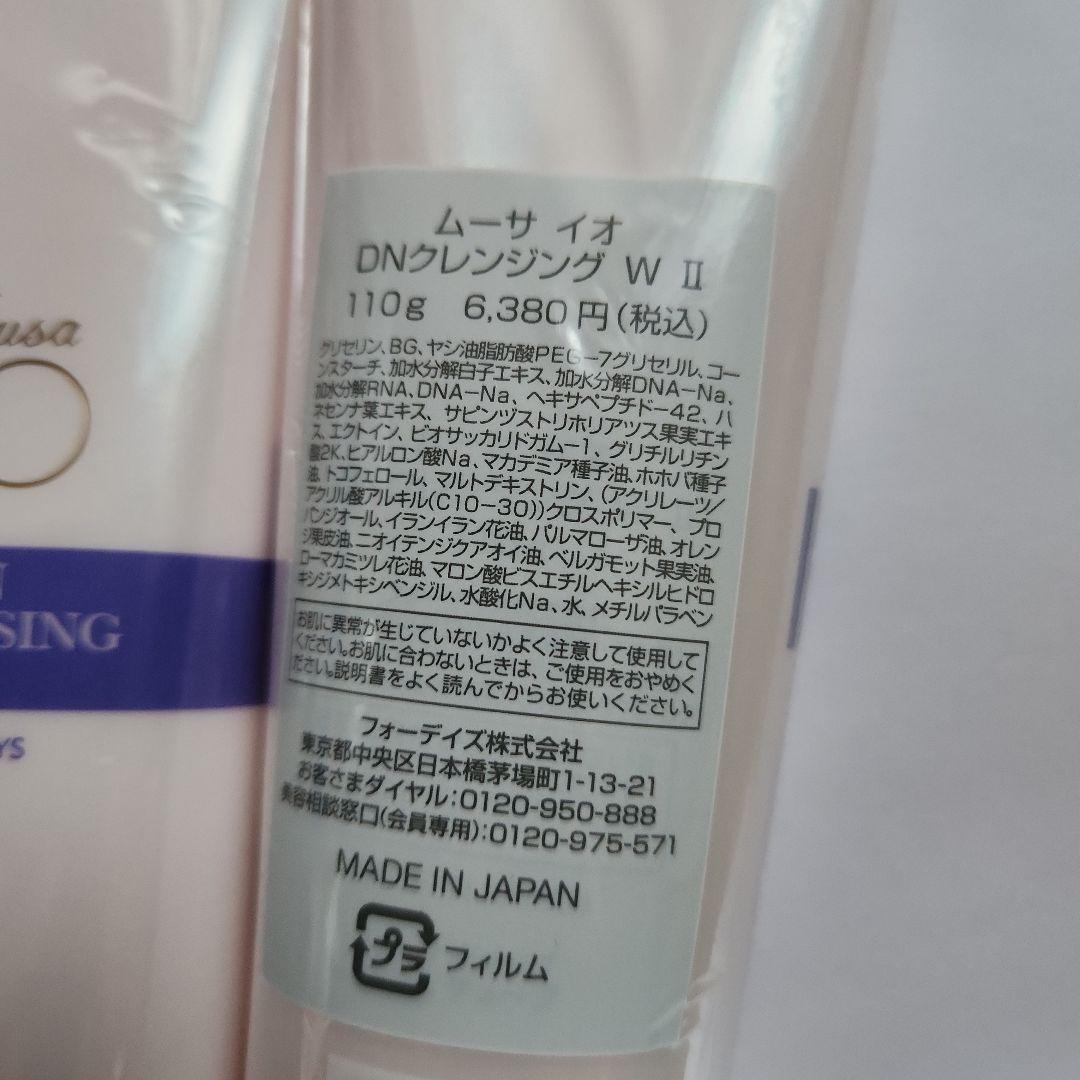 usa
N
SING
YS
ムーサ イオ
DNクレンジング W Ⅱ
110g 6,380円(税込)
グリセリン、BG、ヤシ油脂肪酸PEG-7グリセリル、コー
ンスターチ、加水分解白子エキス、加水分解DNA-Na、
加水分解RNA、DNA-Na、ヘキサペプチド-42、ハ
ネセンナ葉エキス、サピンヅストリホリアツス果実エキ
ス、エクトイン、ビオサッカリドガム-1、グリチルリチン
酸2K、ヒアルロン酸Na、マカデミア種子油、ホホバ種子
油、トコフェロール、マルトデキストリン、(アクリレーツ/
アクリル酸アルキル(C10-30))クロスポリマー、プロ
パンジオール、イランイラン花油、パルマローザ油、オレン
ジ果皮油、ニオイテンジクアオイ油、ベルガモット果実油、
ローマカミツレ花油、マロン酸ビスエチルヘキシルヒドロ
キシジメトキシベンジル、水酸化Na、水、メチルパラベン
お肌に異常が生じていないかよく注意して使用して
ください。お肌に合わないときは、ご使用をおやめく
ださい。説明書をよく読んでからお使いください。
フォーデイズ株式会社
東京都中央区日本橋茅場町1-13-21
お客さまダイヤル:0120-950-888
美容相談窓口(会員専用):0120-975-571
MADE IN JAPAN
プラ フィルム